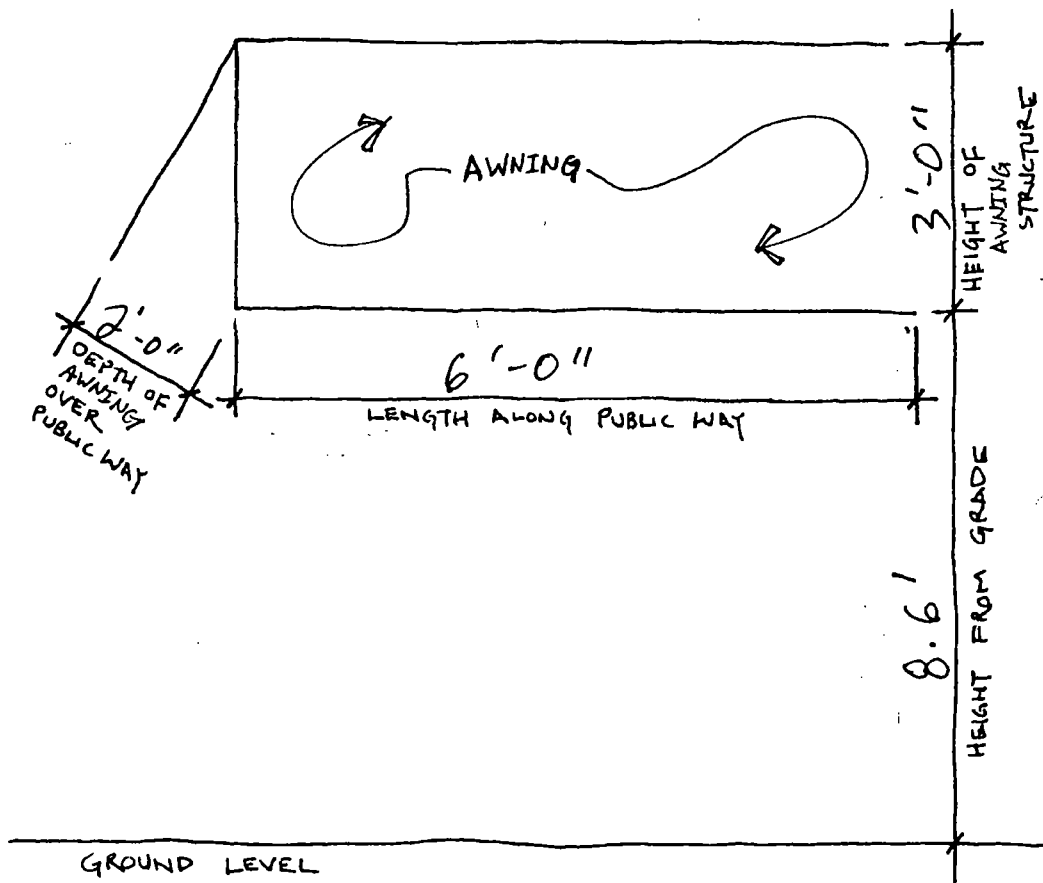 AWNING
3'-0"
HEIGHT OF
AWNING
STRUCTURE
2'-0"
DEPTH OF
AWNING
OVER
PUBLIC WAY
6'-0"
LENGTH ALONG PUBLIC WAY
8.6'
HEIGHT FROM GRADE
GROUND LEVEL